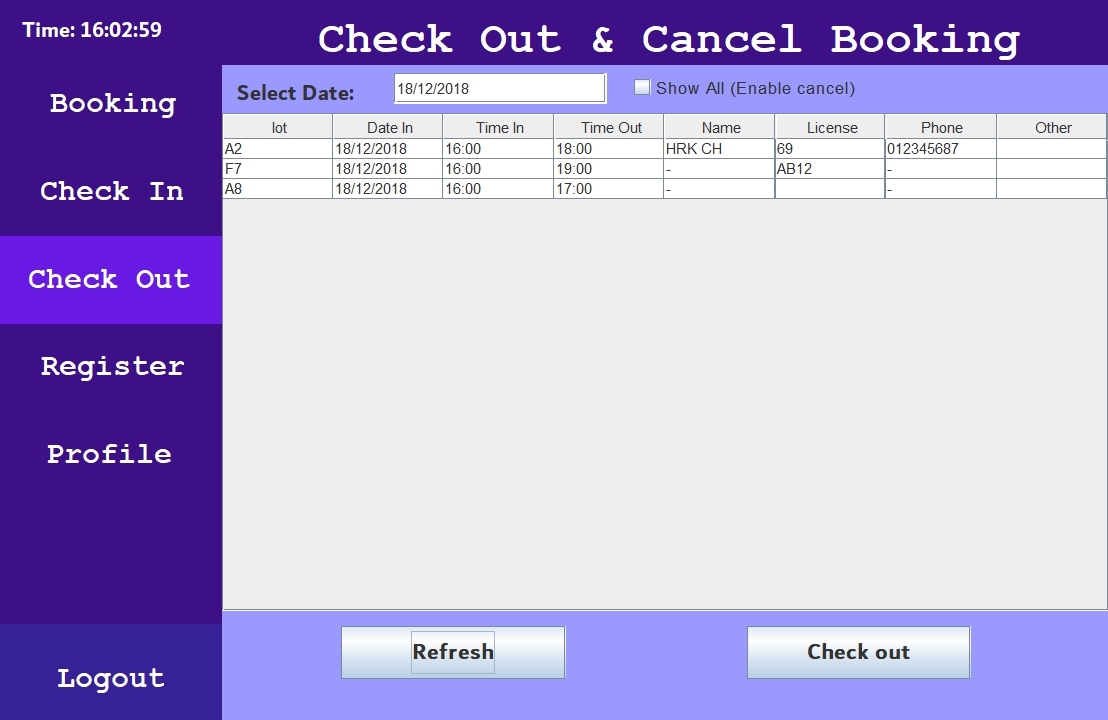 Time: 16:02:59
Check Out & Cancel Booking
Booking
Check In
Check Out
Register
Profile
Logout
Select Date: 18/12/2018 Show All (Enable cancel)
lot Date In Time In Time Out Name License Phone Other
A2 18/12/2018 16:00 18:00 HRK CH 69 012345687
F7 18/12/2018 16:00 19:00 - AB12 -
A8 18/12/2018 16:00 17:00 - -
Refresh Check out